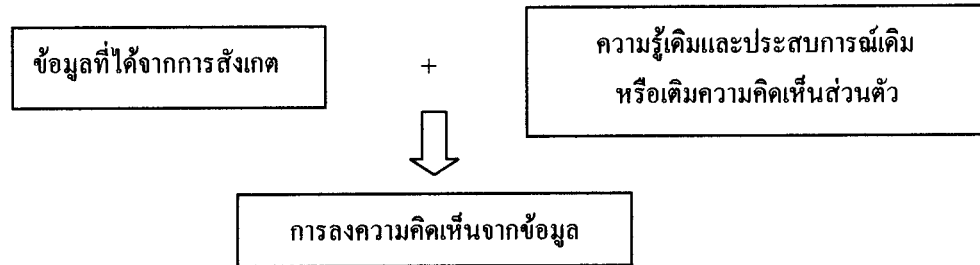 ข้อมูลที่ได้จากการสังเกต
+
ความรู้เดิมและประสบการณ์เดิม
หรือเติมความคิดเห็นส่วนตัว
การลงความคิดเห็นจากข้อมูล